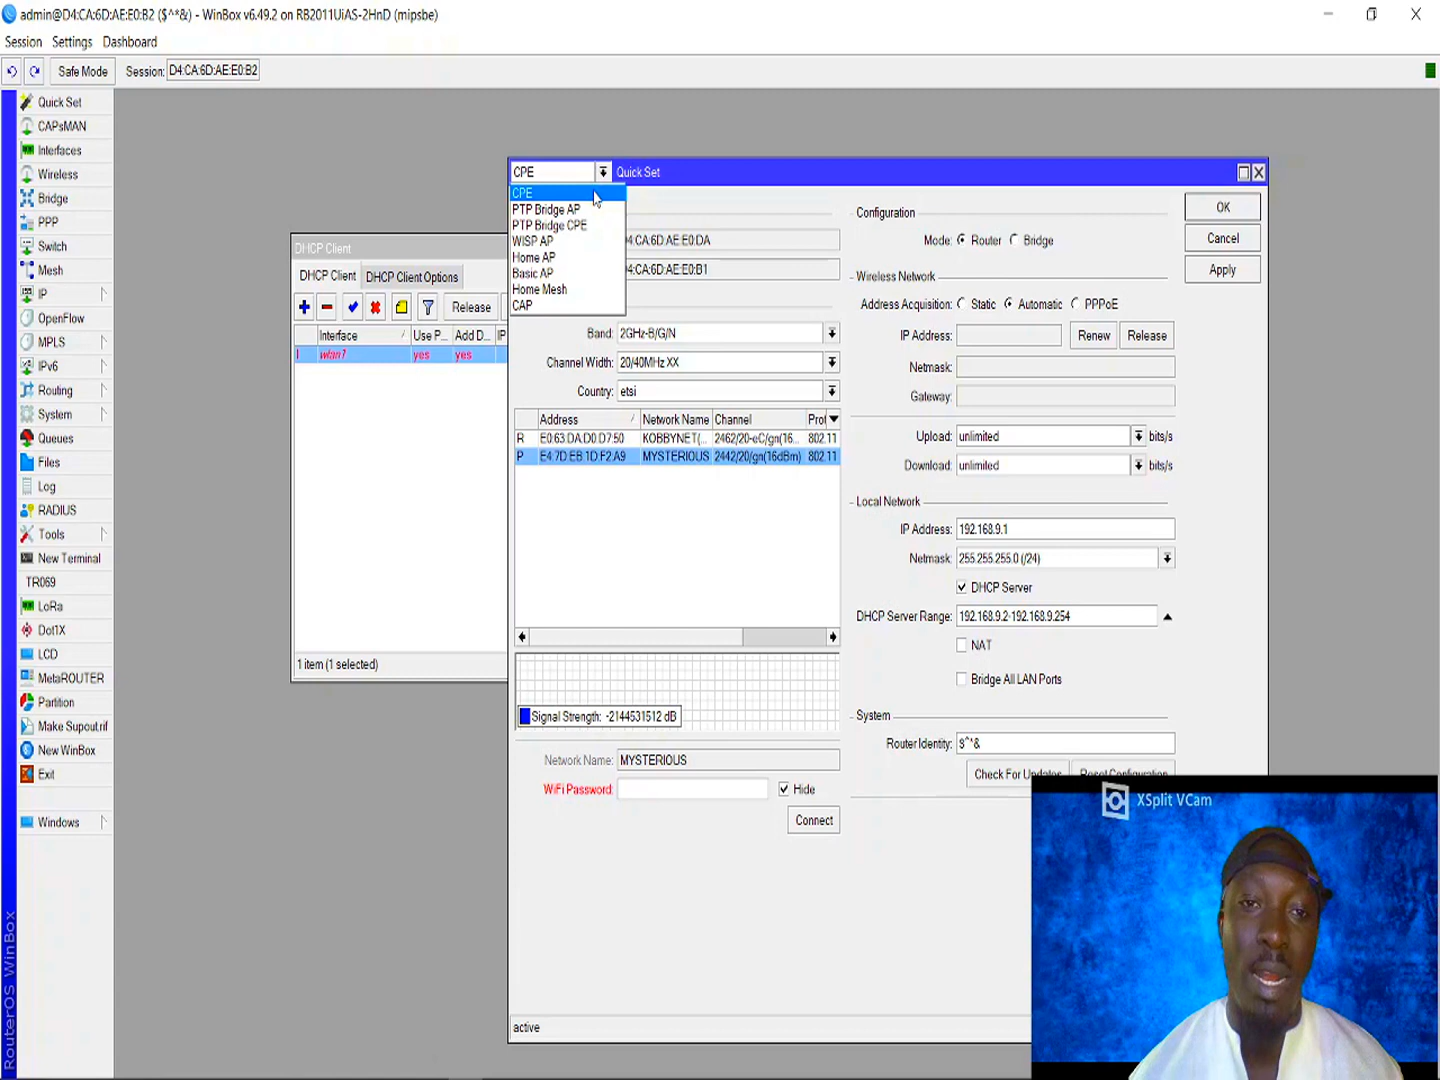 admin@D4:CA:6D:AE:E0:B2 ($^*&) - WinBox v6.49.2 on RB2011UiAS-2HnD (mipsbe)
Session Settings Dashboard
Safe Mode Session: D4:CA:6D:AE:E0:B2
Quick Set
CAPsMAN
Interfaces
Wireless
Bridge
PPP
Switch
Mesh
IP
OpenFlow
MPLS
IPv6
Routing
System
Queues
Files
Log
RADIUS
Tools
New Terminal
TR069
LoRa
Dot1X
LCD
MetaROUTER
Partition
Make Supout.rif
New WinBox
Exit
Windows
RouterOS WinBox
DHCP Client
DHCP Client DHCP Client Options
Release
Interface Use P... Add D... IP
I wlan1 yes yes
1 item (1 selected)
CPE Quick Set
CPE
PTP Bridge AP
PTP Bridge CPE
WISP AP
Home AP
Basic AP
Home Mesh
CAP
D4:CA:6D:AE:E0:DA
D4:CA:6D:AE:E0:B1
Band: 2GHz-B/G/N
Channel Width: 20/40MHz XX
Country: etsi
Address Network Name Channel Prot
R E0:63:DA:D0:D7:50 KOBBYNET(... 2462/20-eC/gn(16... 802.11
P E4:7D:EB:1D:F2:A9 MYSTERIOUS 2442/20/gn(16dBm) 802.11
Signal Strength: -2144531512 dB
Network Name: MYSTERIOUS
WiFi Password: Hide
Connect
active
Configuration
Mode: Router Bridge
Wireless Network
Address Acquisition: Static Automatic PPPoE
IP Address: Renew Release
Netmask:
Gateway:
Upload: unlimited bits/s
Download: unlimited bits/s
Local Network
IP Address: 192.168.9.1
Netmask: 255.255.255.0 (/24)
DHCP Server
DHCP Server Range: 192.168.9.2-192.168.9.254
NAT
Bridge All LAN Ports
System
Router Identity: $^*&
Check For Updates Reset Configuration
OK
Cancel
Apply
XSplit VCam